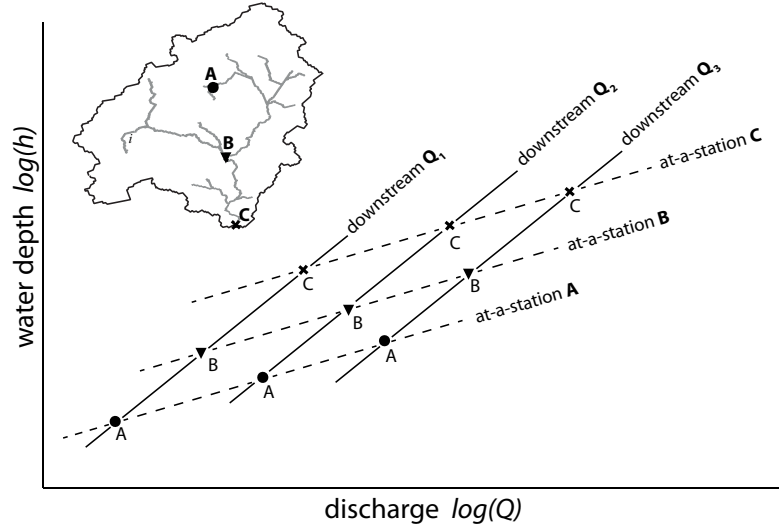 A
B
i
C
downstream Q1
downstream Q2
downstream Q3
at-a-station C
at-a-station B
at-a-station A
C
C
C
B
B
B
A
A
A
water depth log(h)
discharge log(Q)